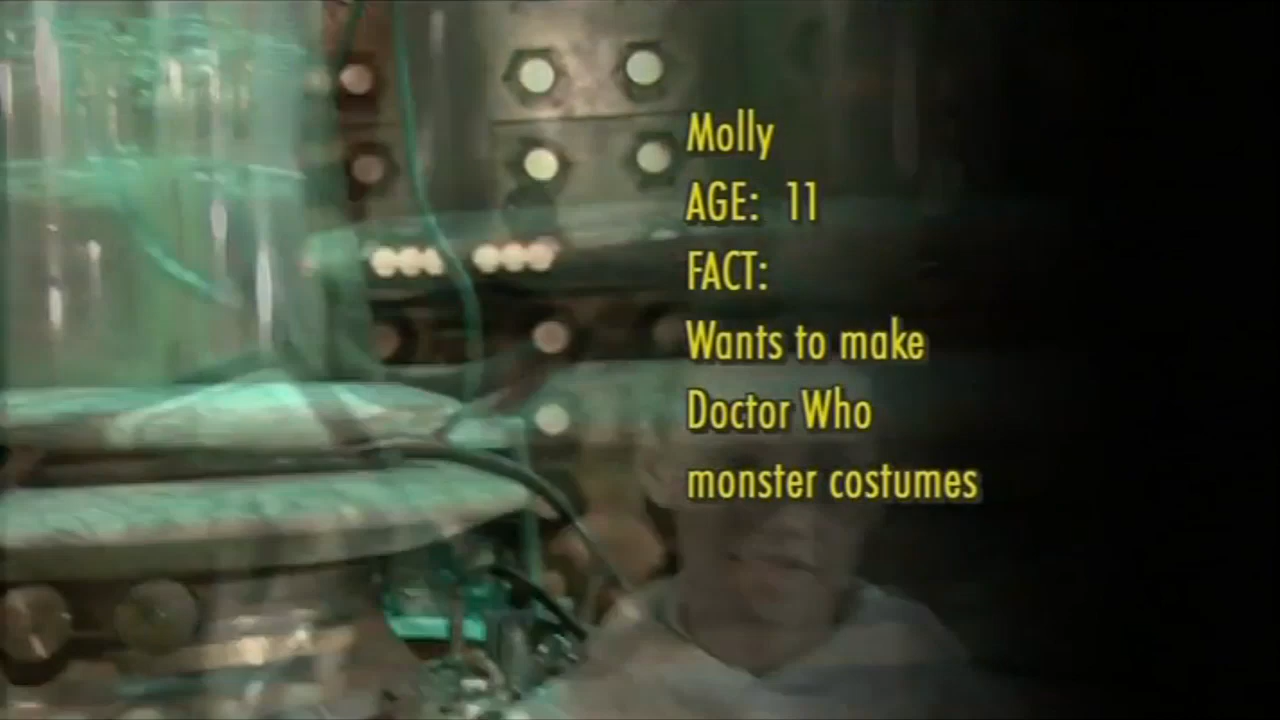 Molly
AGE: 11
FACT:
Wants to make
Doctor Who
monster costumes